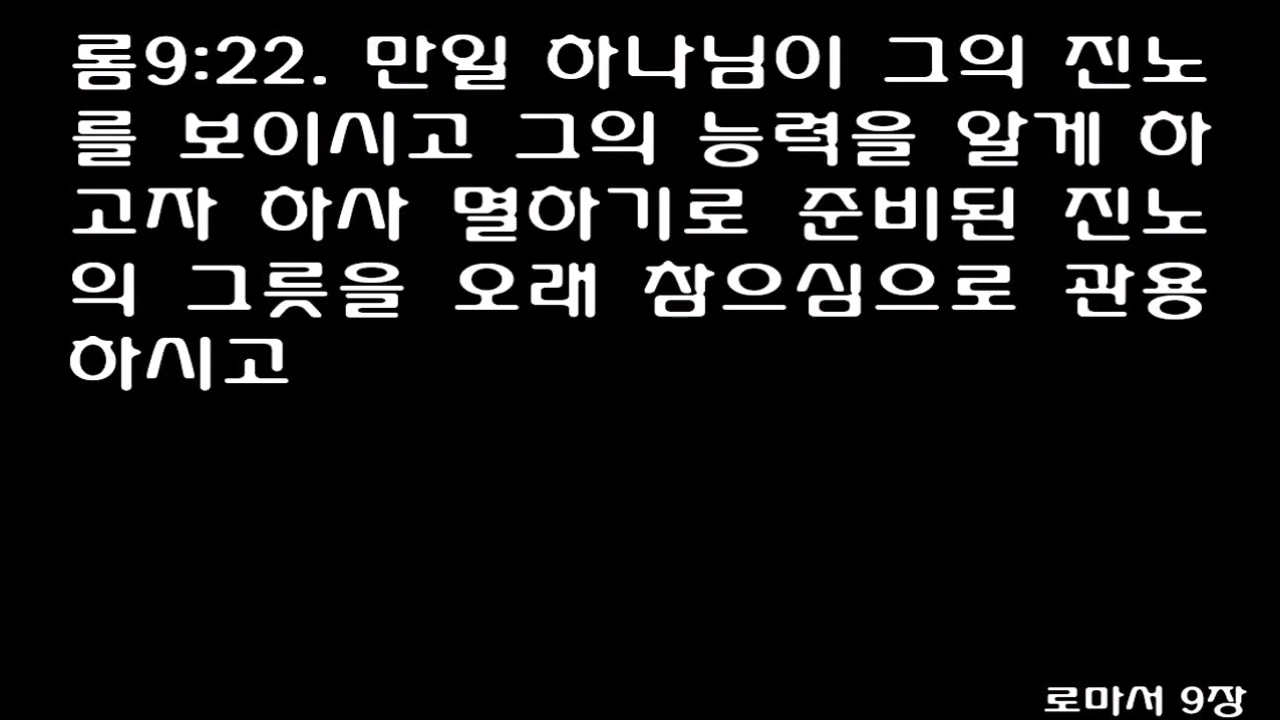 롬9:22. 만일 하나님이 그의 진노
를 보이시고 그의 능력을 알게 하
고자 하사 멸하기로 준비된 진노
의 그릇을 오래 참으심으로 관용
하시고
로마서 9장